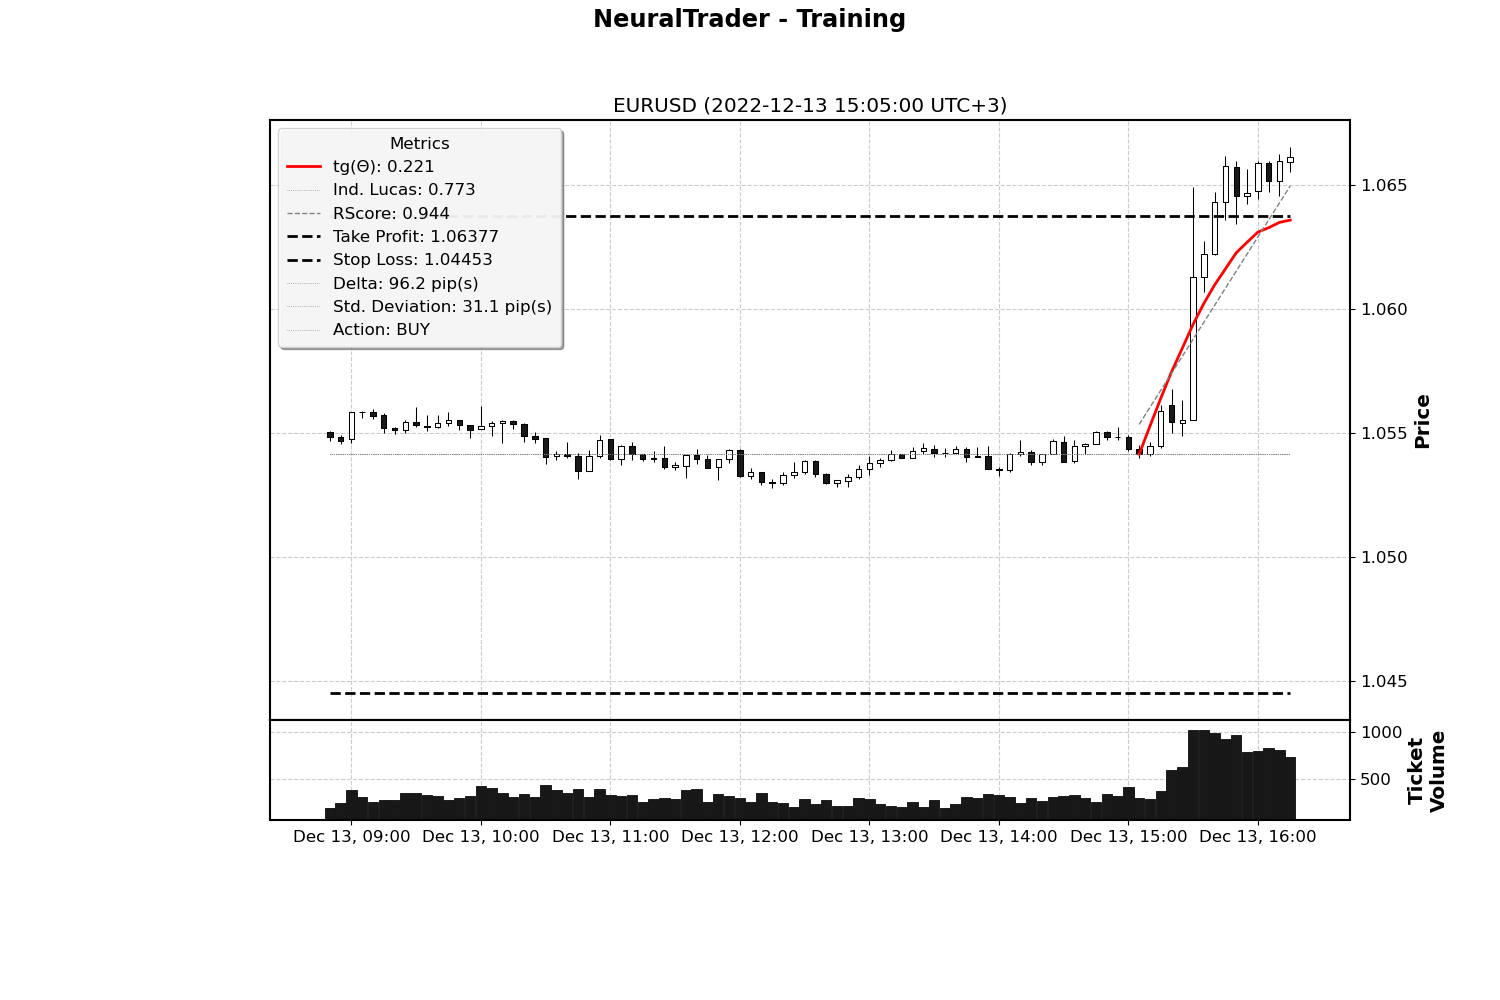 NeuralTrader - Training
EURUSD (2022-12-13 15:05:00 UTC+3)
Metrics
tg(Θ): 0.221
Ind. Lucas: 0.773
RScore: 0.944
Take Profit: 1.06377
Stop Loss: 1.04453
Delta: 96.2 pip(s)
Std. Deviation: 31.1 pip(s)
Action: BUY
1.065
1.060
1.055
1.050
1.045
Price
1000
500
Ticket
Volume
Dec 13, 09:00 Dec 13, 10:00 Dec 13, 11:00 Dec 13, 12:00 Dec 13, 13:00 Dec 13, 14:00 Dec 13, 15:00 Dec 13, 16:00